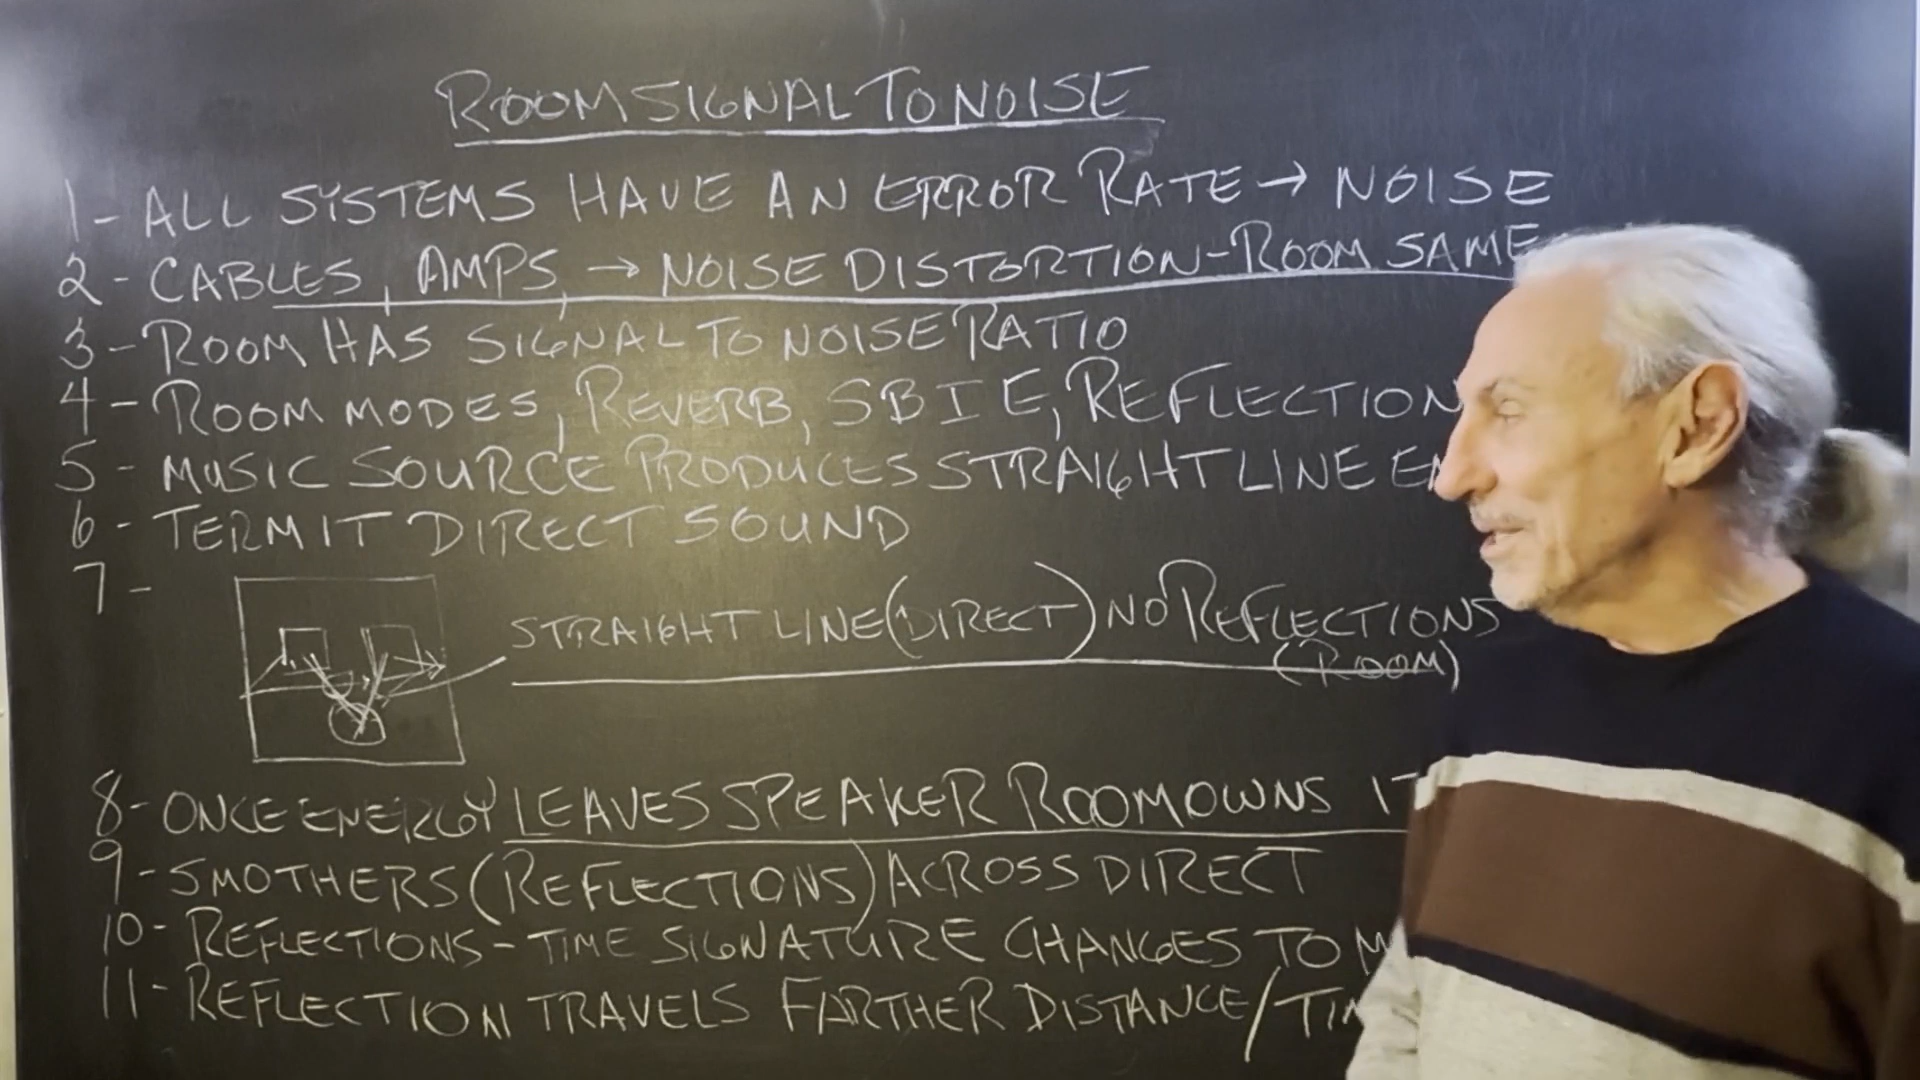 ROOM SIGNAL TO NOISE
1 - ALL SYSTEMS HAVE AN ERROR RATE → NOISE
2 - CABLES, AMPS, → NOISE DISTORTION - ROOM SAME
3 - ROOM HAS SIGNAL TO NOISE RATIO
4 - ROOM MODES, REVERB, SBIE, REFLECTION
5 - MUSIC SOURCE PRODUCES STRAIGHT LINE
6 - TERM IT DIRECT SOUND
7 -
STRAIGHT LINE (DIRECT) NO REFLECTIONS
(ROOM)
8 - ONCE ENERGY LEAVES SPEAKER ROOM OWNS IT
9 - SMOTHERS (REFLECTIONS) ACROSS DIRECT
10 - REFLECTIONS - TIME SIGNATURE CHANGES TO
11 - REFLECTION TRAVELS FARTHER DISTANCE /